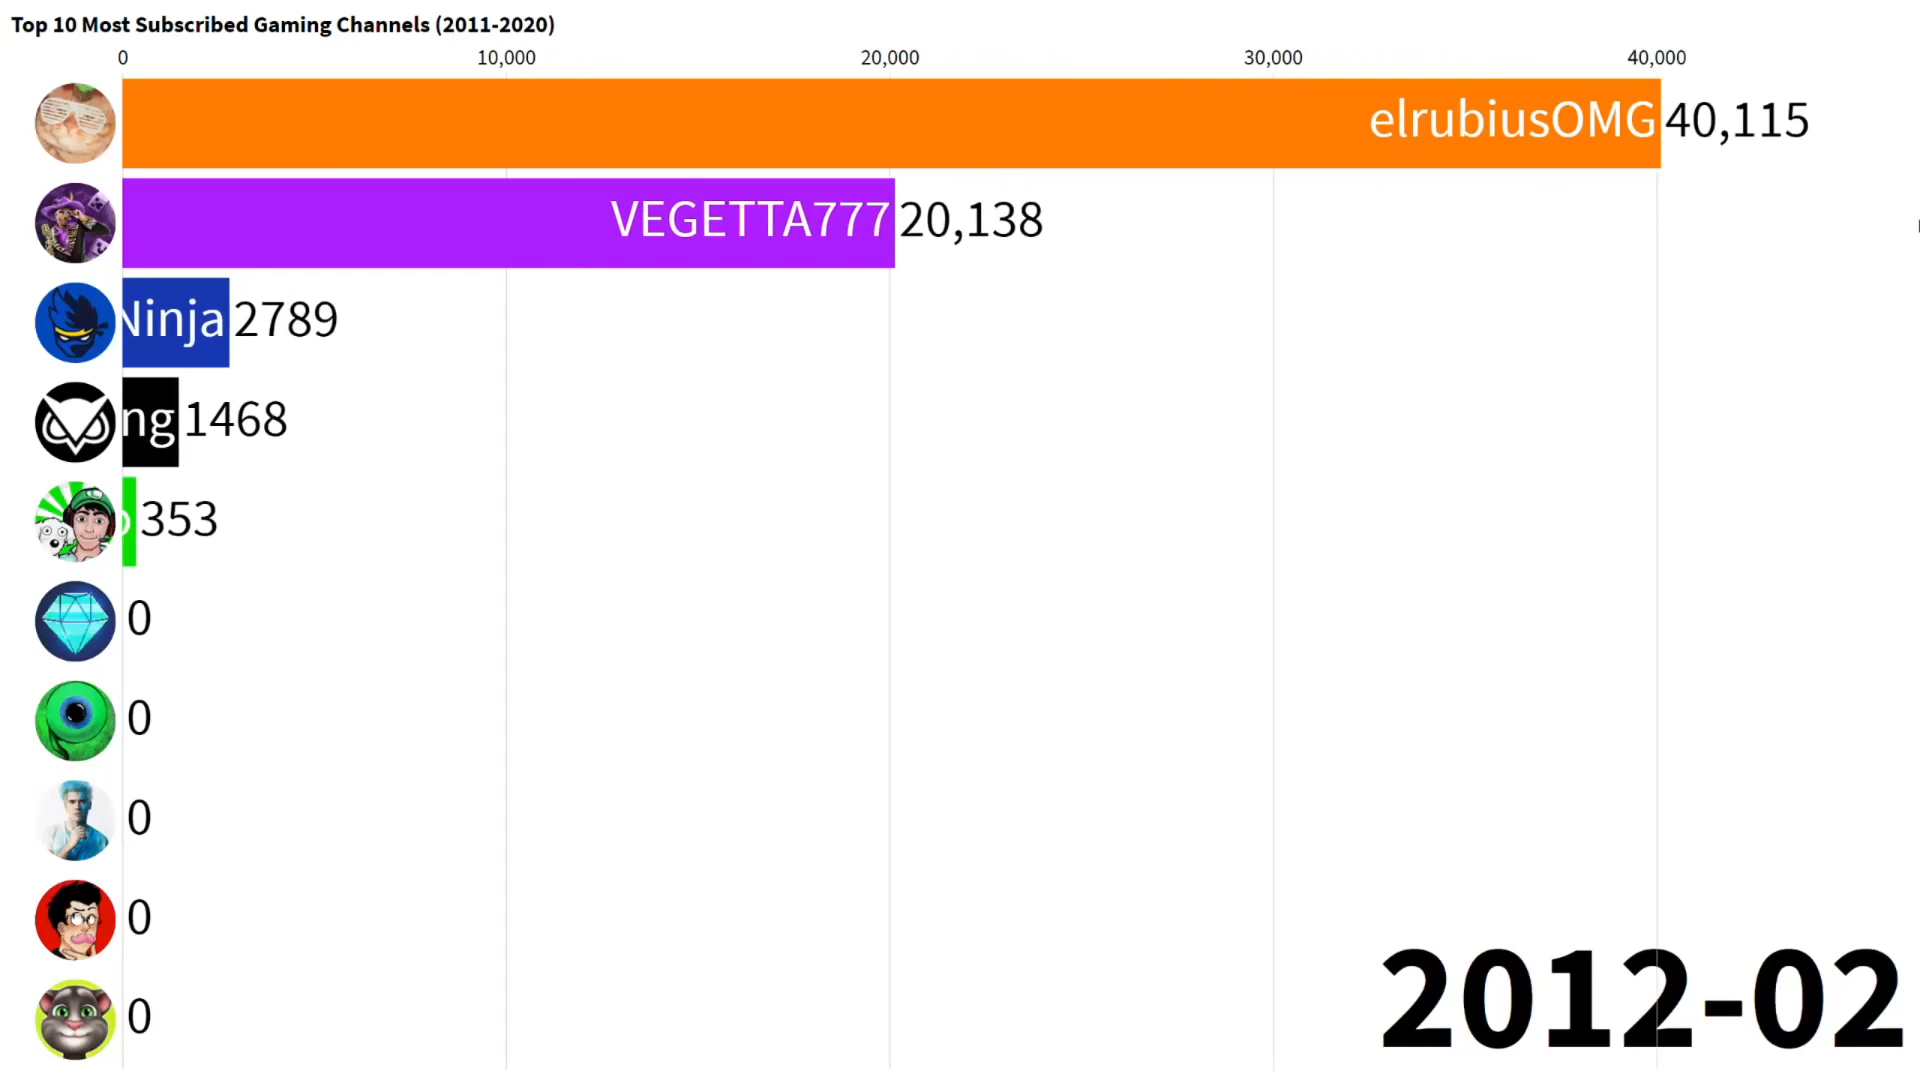 Top 10 Most Subscribed Gaming Channels (2011-2020)
0 10,000 20,000 30,000 40,000
elrubiusOMG 40,115
VEGETTA777 20,138
Ninja 2789
ng 1468
353
0
0
0
0
0
2012-02